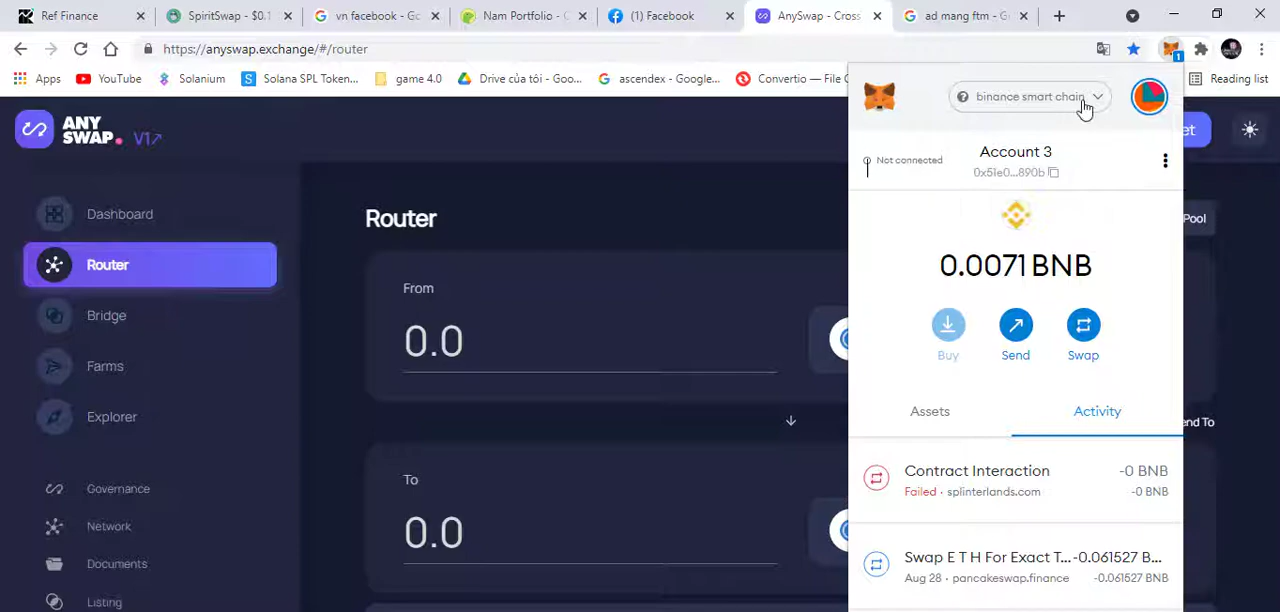 Ref Finance
SpiritSwap - $0.1
vn facebook - Go
Nam Portfolio - C
(1) Facebook
AnySwap - Cross
ad mang ftm - G
https://anyswap.exchange/#/router
1
Apps
YouTube
Solanium
Solana SPL Token...
game 4.0
Drive của tôi - Goo...
ascendex - Google...
Convertio — File C
Reading list
ANY
SWAP.
V1↗
et
binance smart chain
Not connected
Account 3
0x51e0...890b
Dashboard
Router
Bridge
Farms
Explorer
Governance
Network
Documents
Listing
Router
Pool
From
0.0
To
0.0
end To
0.0071 BNB
Buy
Send
Swap
Assets
Activity
Contract Interaction
-0 BNB
Failed · splinterlands.com
-0 BNB
Swap E T H For Exact T...
-0.061527 B...
Aug 28 · pancakeswap.finance
-0.061527 BNB